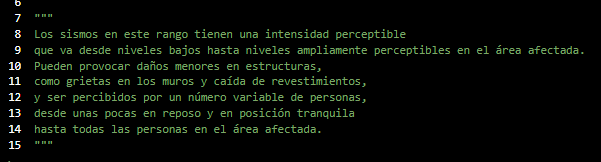 6
7 """
8 Los sismos en este rango tienen una intensidad perceptible
9 que va desde niveles bajos hasta niveles ampliamente perceptibles en el área afectada.
10 Pueden provocar daños menores en estructuras,
11 como grietas en los muros y caída de revestimientos,
12 y ser percibidos por un número variable de personas,
13 desde unas pocas en reposo y en posición tranquila
14 hasta todas las personas en el área afectada.
15 """